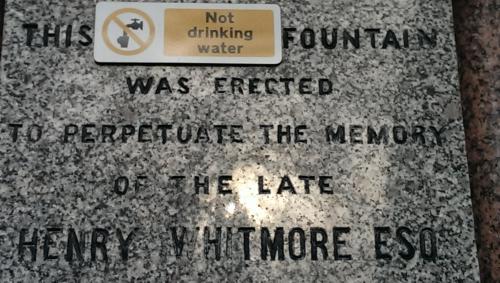 THIS Not drinking water FOUNTAIN
WAS ERECTED
TO PERPETUATE THE MEMORY
OF THE LATE
HENRY WHITMORE ESQ